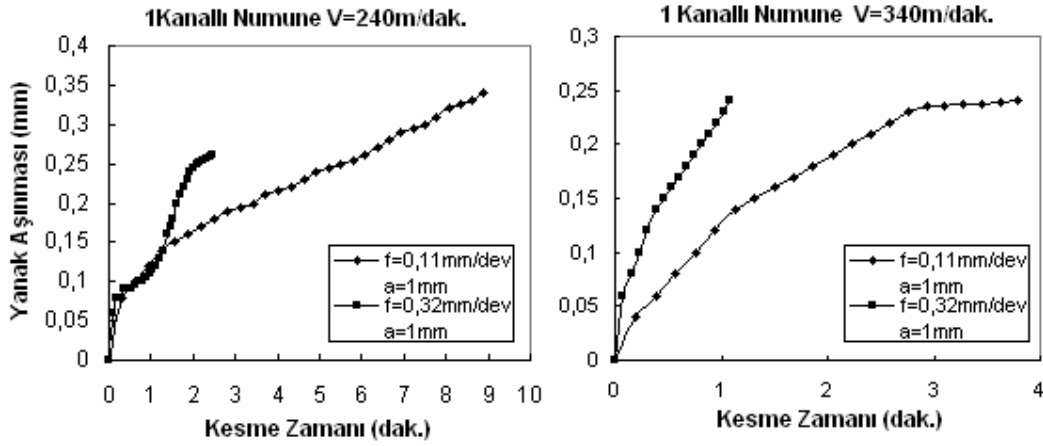 1Kanallı Numune V=240m/dak.
0,4
0,35
0,3
0,25
0,2
0,15
0,1
0,05
0
Yanak Aşınması (mm)
f=0,11mm/dev
a=1mm
f=0,32mm/dev
a=1mm
0 1 2 3 4 5 6 7 8 9 10
Kesme Zamanı (dak.)
1 Kanallı Numune V=340m/dak.
0,3
0,25
0,2
0,15
0,1
0,05
0
f=0,11mm/dev
a=1mm
f=0,32mm/dev
a=1mm
0 1 2 3 4
Kesme Zamanı (dak.)